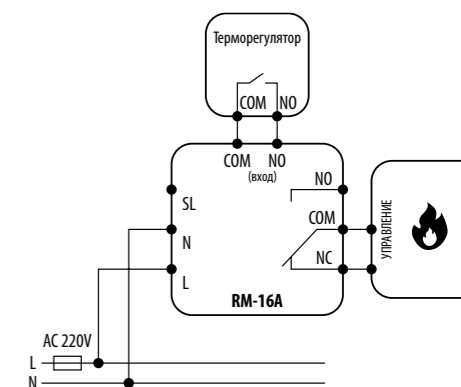 Терморегулятор
COM NO
COM NO
(вход)
NO
SL
COM
УПРАВЛЕНИЕ
N
NC
L
RM-16A
AC 220V
L
N